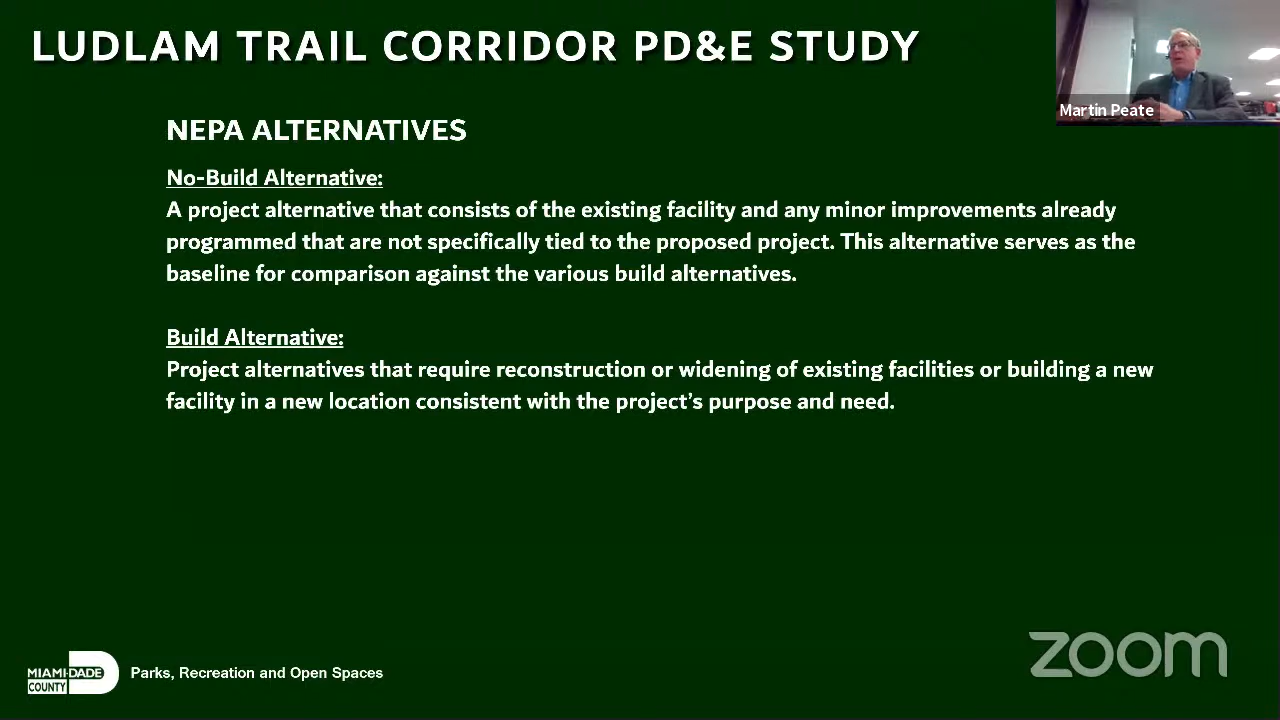 LUDLAM TRAIL CORRIDOR PD&E STUDY
Martin Peate
NEPA ALTERNATIVES
No-Build Alternative:
A project alternative that consists of the existing facility and any minor improvements already
programmed that are not specifically tied to the proposed project. This alternative serves as the
baseline for comparison against the various build alternatives.
Build Alternative:
Project alternatives that require reconstruction or widening of existing facilities or building a new
facility in a new location consistent with the project's purpose and need.
MIAMI-DADE
COUNTY
Parks, Recreation and Open Spaces
zoom